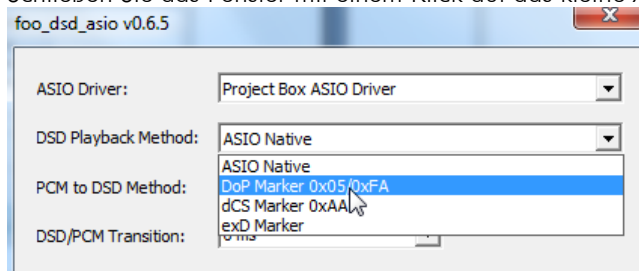 foo_dsd_asio v0.6.5
ASIO Driver: Project Box ASIO Driver
DSD Playback Method: ASIO Native
ASIO Native
PCM to DSD Method: DoP Marker 0x05/0xFA
dCS Marker 0xAA
exD Marker
DSD/PCM Transition: